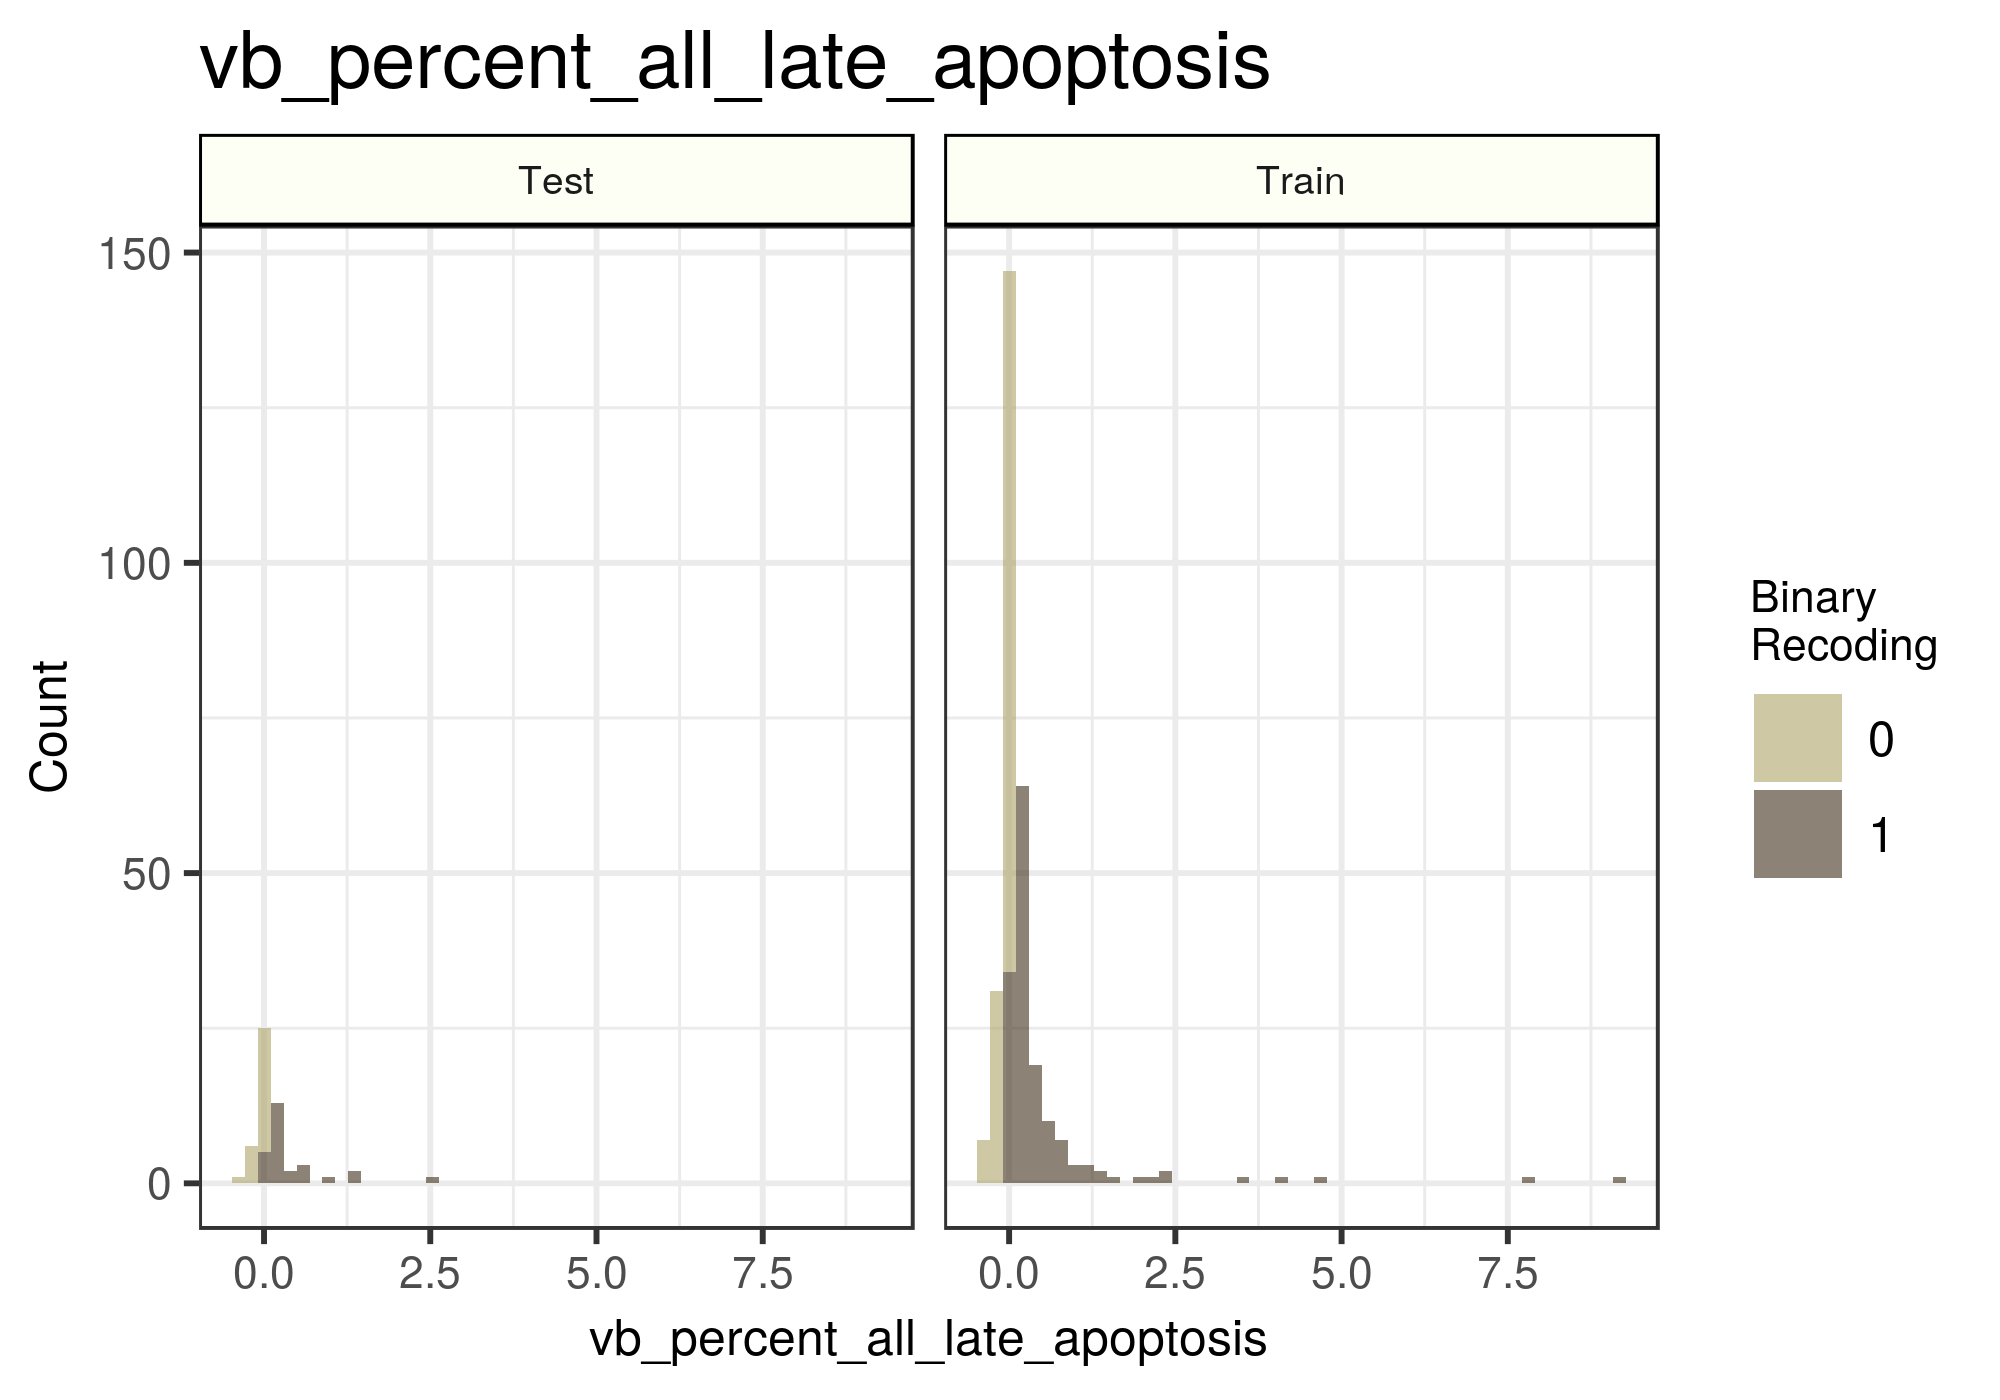 vb_percent_all_late_apoptosis
Test
Train
150
100
50
0
Count
0.0 2.5 5.0 7.5
0.0 2.5 5.0 7.5
vb_percent_all_late_apoptosis
Binary
Recoding
0
1